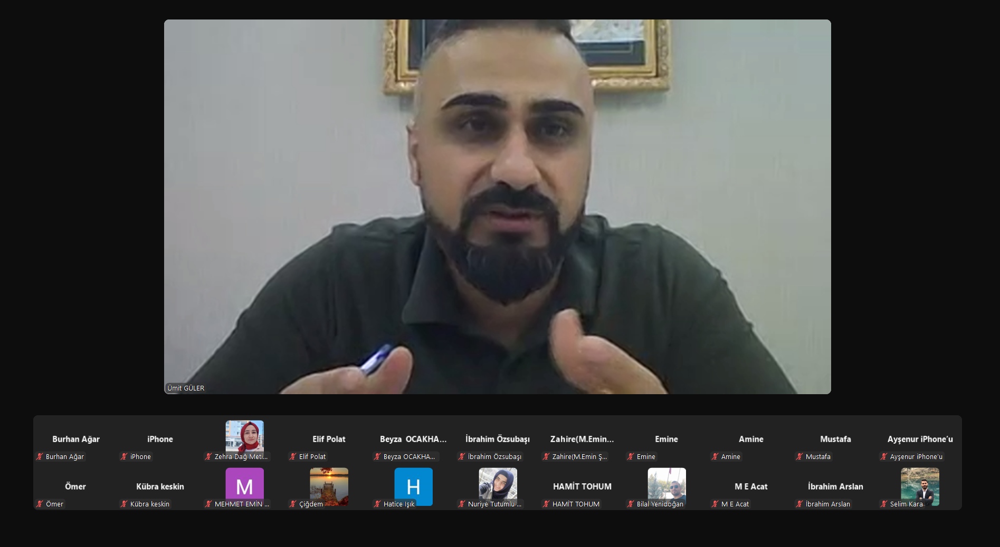 Ümit GÜLER
Burhan Ağar
iPhone
Elif Polat
Beyza OCAKHA...
İbrahim Özsubaşı
Zahire(M.Emin...
Emine
Amine
Mustafa
Ayşenur iPhone'u
Burhan Ağar
iPhone
Zehra Dağ Meti...
Elif Polat
Beyza OCAKHA...
İbrahim Özsubaşı
Zahire(M.Emin Ş...
Emine
Amine
Mustafa
Ayşenur iPhone'u
Ömer
Kübra keskin
M
H
HAMİT TOHUM
M E Acat
İbrahim Arslan
Ömer
Kübra keskin
MEHMET EMİN ...
Çiğdem
Hatice Işık
Nuriye Tutumlu ...
HAMİT TOHUM
Bilal Yenidoğan
M E Acat
İbrahim Arslan
Selim Kara